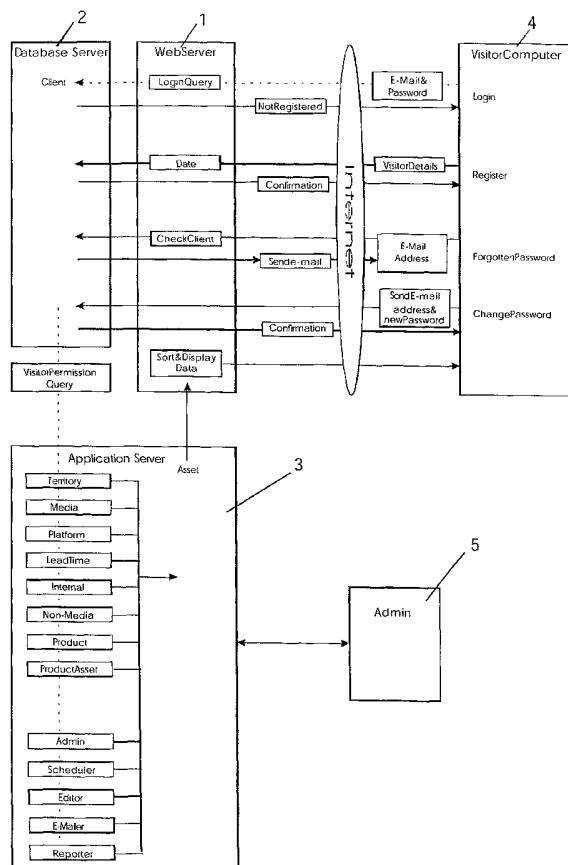 2
1
4
Database Server
WebServer
VisitorComputer
Client
LoginQuery
E-Mail&
Password
Login
NotRegistered
Date
VisitorDetails
Register
Confirmation
Internet
CheckClient
E-Mail
Address
Sende-mail
ForgottenPassword
SendE-mail
address&
newPassword
ChangePassword
Confirmation
Sort&Display
Data
VisitorPermission
Query
Asset
Application Server
3
Territory
Media
Platform
LeadTime
Internal
Non-Media
Product
ProductAsset
5
Admin
Admin
Scheduler
Editor
E-Mailer
Reporter